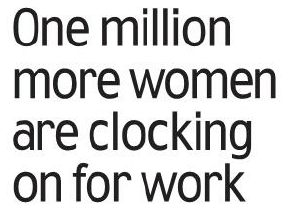 One million
more women
are clocking
on for work